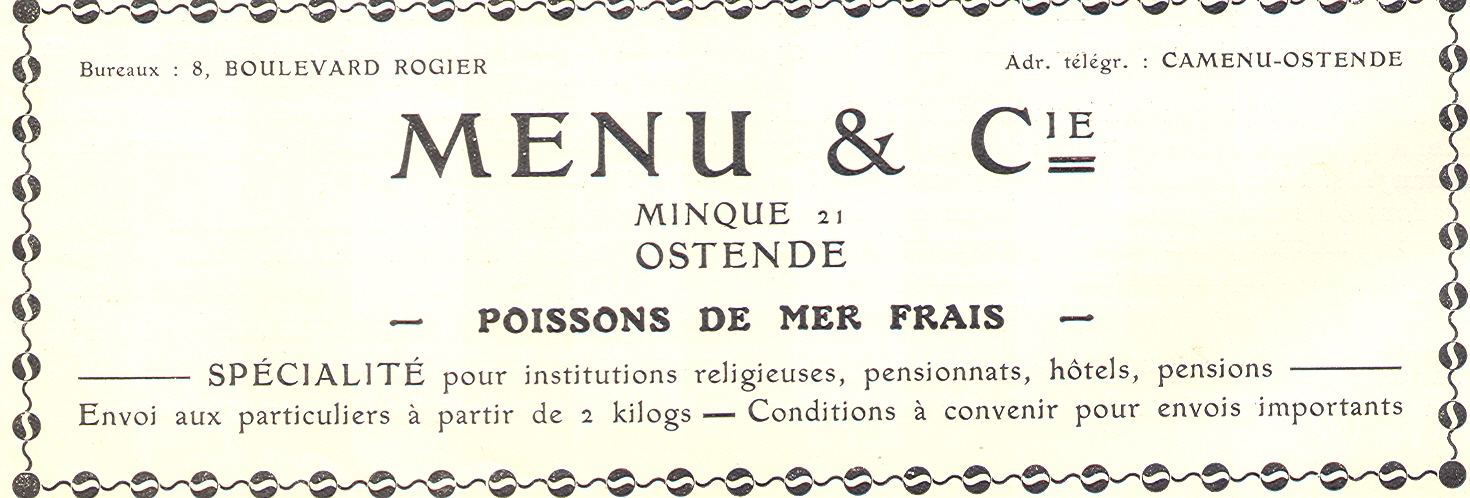 Bureaux : 8, BOULEVARD ROGIER
Adr. télégr. : CAMENU-OSTENDE
MENU & CIE
MINQUE 21
OSTENDE
— POISSONS DE MER FRAIS —
— SPÉCIALITÉ pour institutions religieuses, pensionnats, hôtels, pensions —
Envoi aux particuliers à partir de 2 kilogs — Conditions à convenir pour envois importants